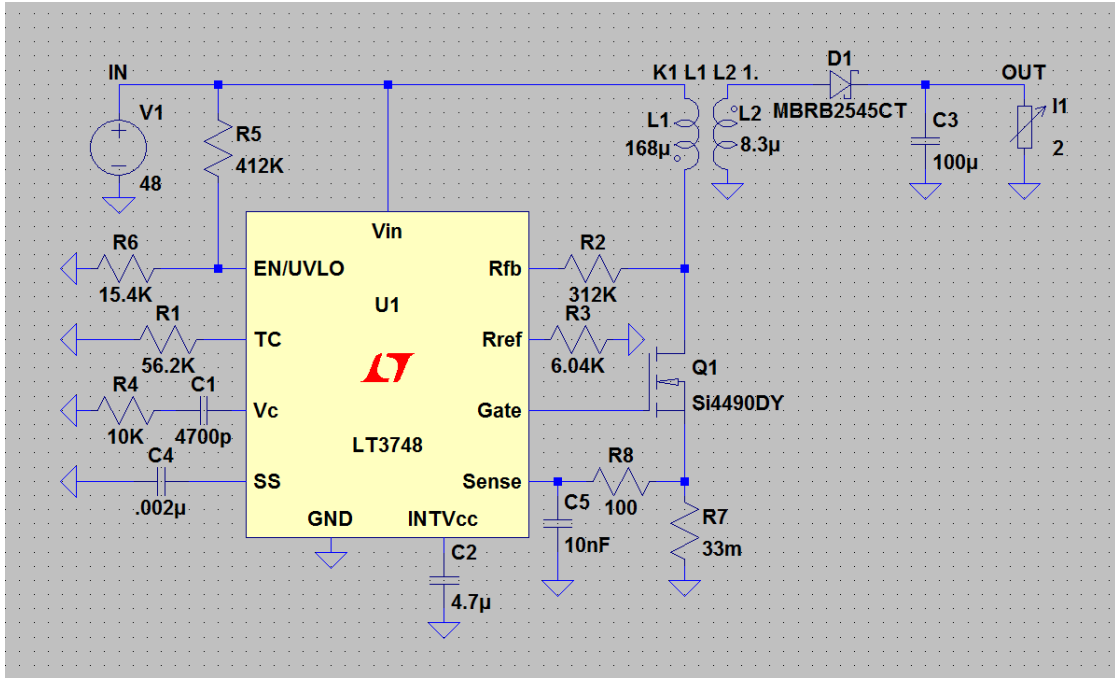 IN
K1 L1 L2 1.
D1
OUT
MBRB2545CT
V1
48
R5
412K
L1
168µ
L2
8.3µ
C3
100µ
I1
2
Vin
R6
15.4K
EN/UVLO
Rfb
R2
312K
U1
R1
56.2K
TC
Rref
R3
6.04K
Q1
Si4490DY
R4
10K
C1
4700p
Vc
Gate
LT3748
C4
.002µ
SS
Sense
R8
100
C5
10nF
R7
33m
GND
INTVcc
C2
4.7µ